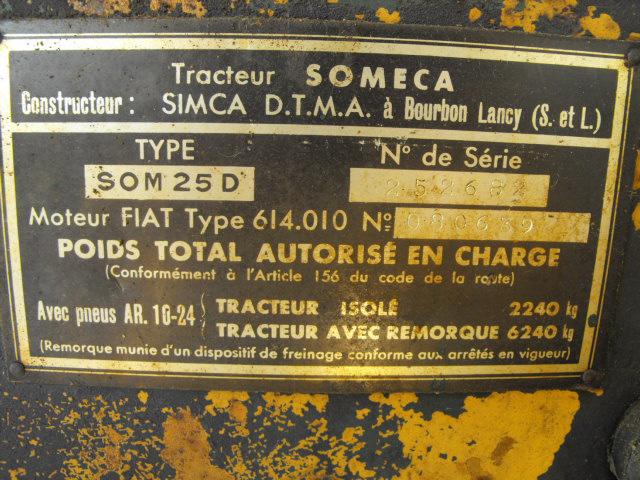 Tracteur SOMECA
Constructeur: SIMCA D.T.M.A. à Bourbon Lancy (S. et L.)
TYPE N° de Série
SOM 25 D 252682
Moteur FIAT Type 614.010 N° 080639
POIDS TOTAL AUTORISÉ EN CHARGE
(Conformément à l'Article 156 du code de la route)
Avec pneus AR. 10-24 { TRACTEUR ISOLÉ 2240 kg
TRACTEUR AVEC REMORQUE 6240 kg
(Remorque munie d'un dispositif de freinage conforme aux arrêtés en vigueur)